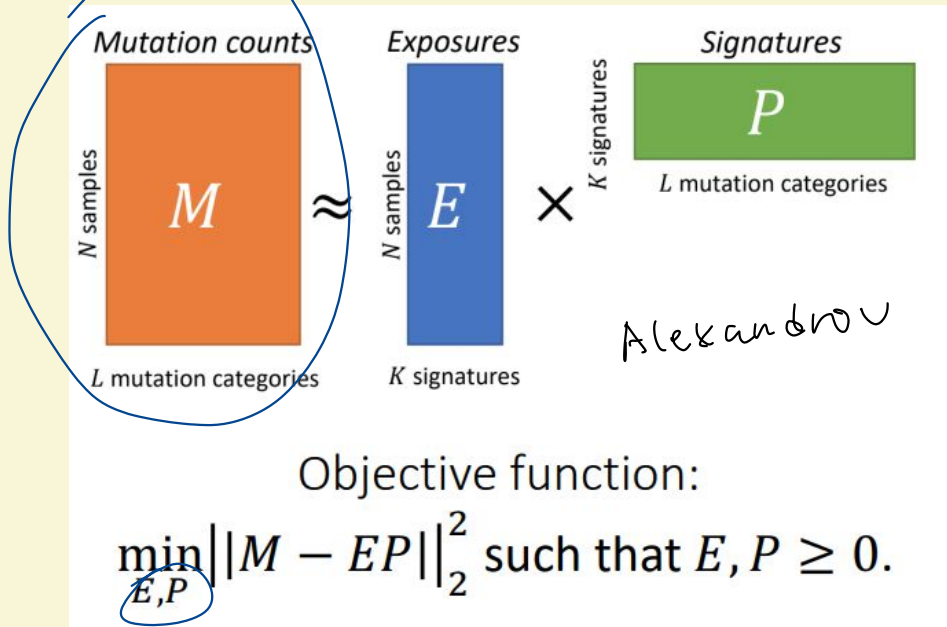 Mutation counts
Exposures
Signatures
N samples
M
L mutation categories
≈
N samples
E
K signatures
×
K signatures
P
L mutation categories
Alexandrov
Objective function:
min E,P ||M − EP||₂² such that E, P ≥ 0.